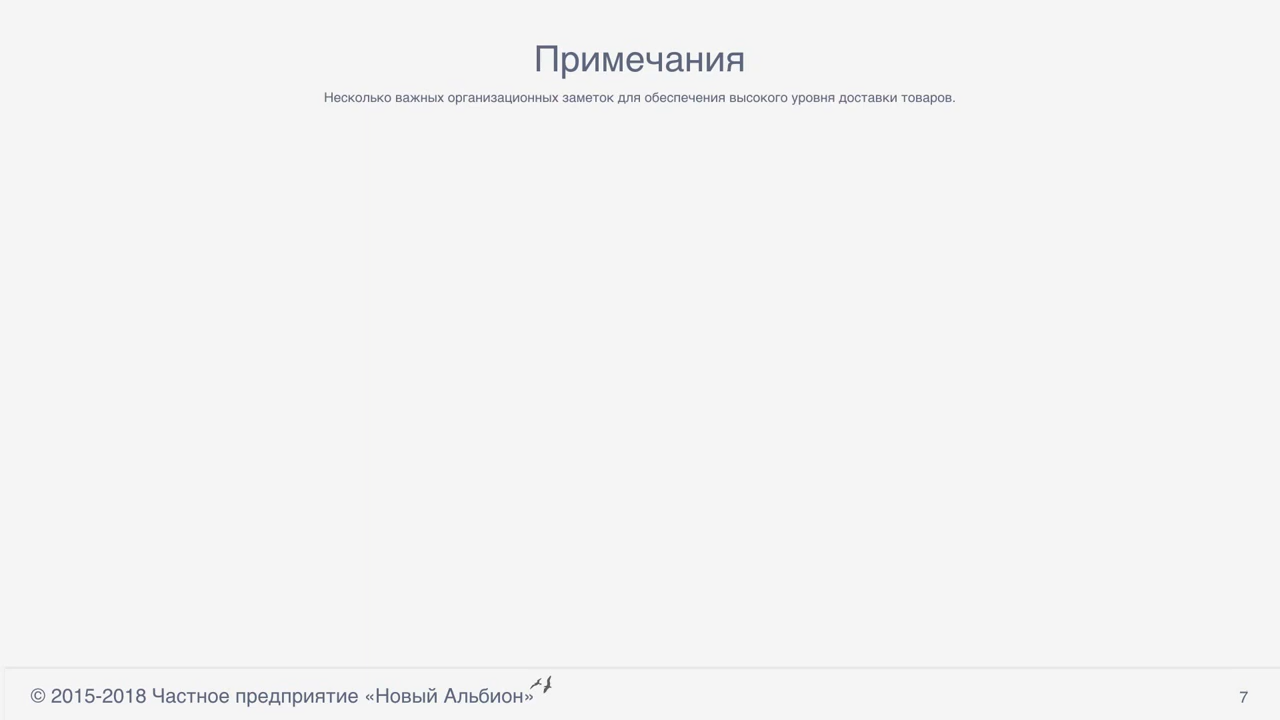 Примечания
Несколько важных организационных заметок для обеспечения высокого уровня доставки товаров.
© 2015-2018 Частное предприятие «Новый Альбион»
7